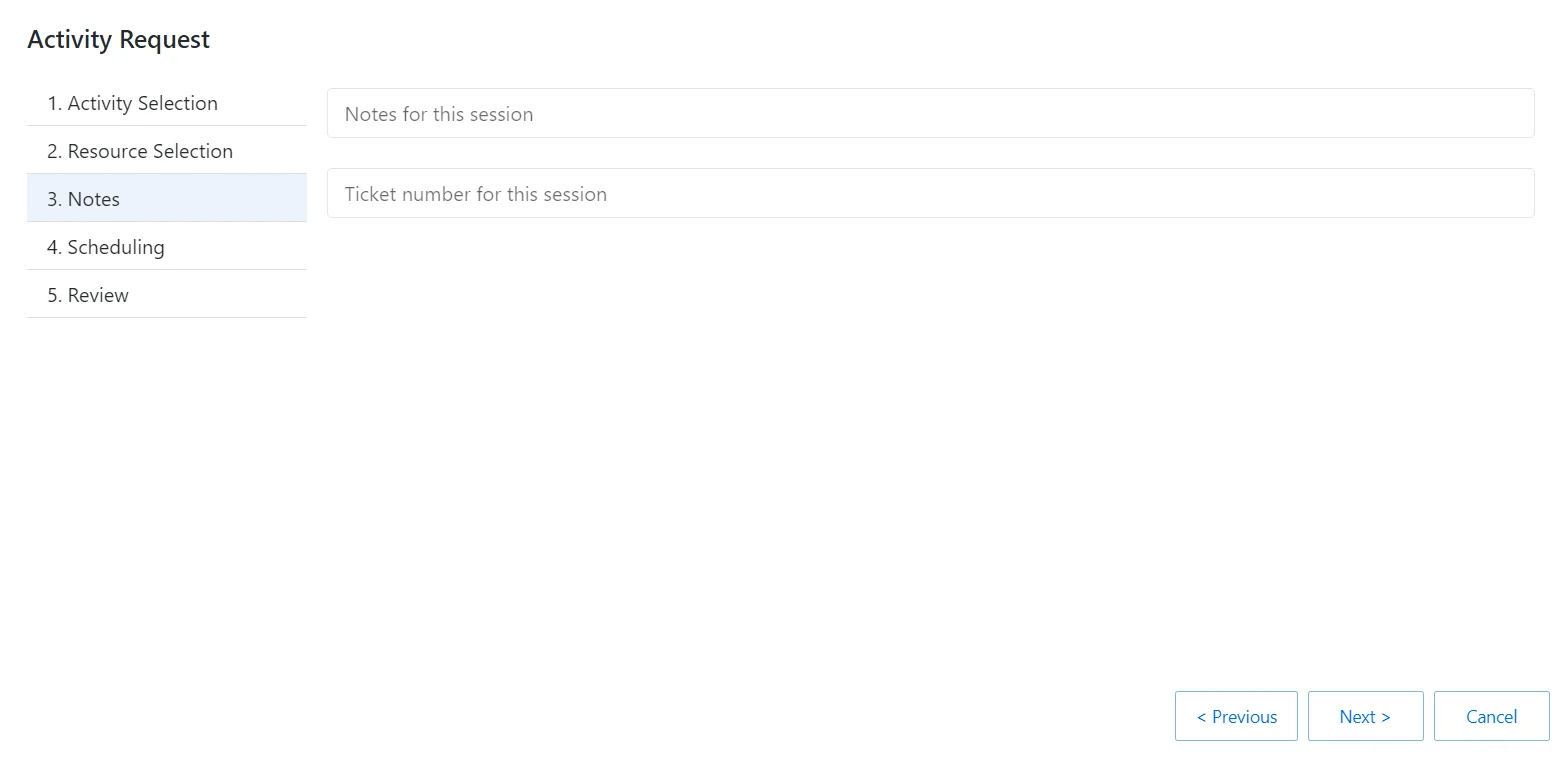 Activity Request
1. Activity Selection
2. Resource Selection
3. Notes
4. Scheduling
5. Review
Notes for this session
Ticket number for this session
< Previous
Next >
Cancel